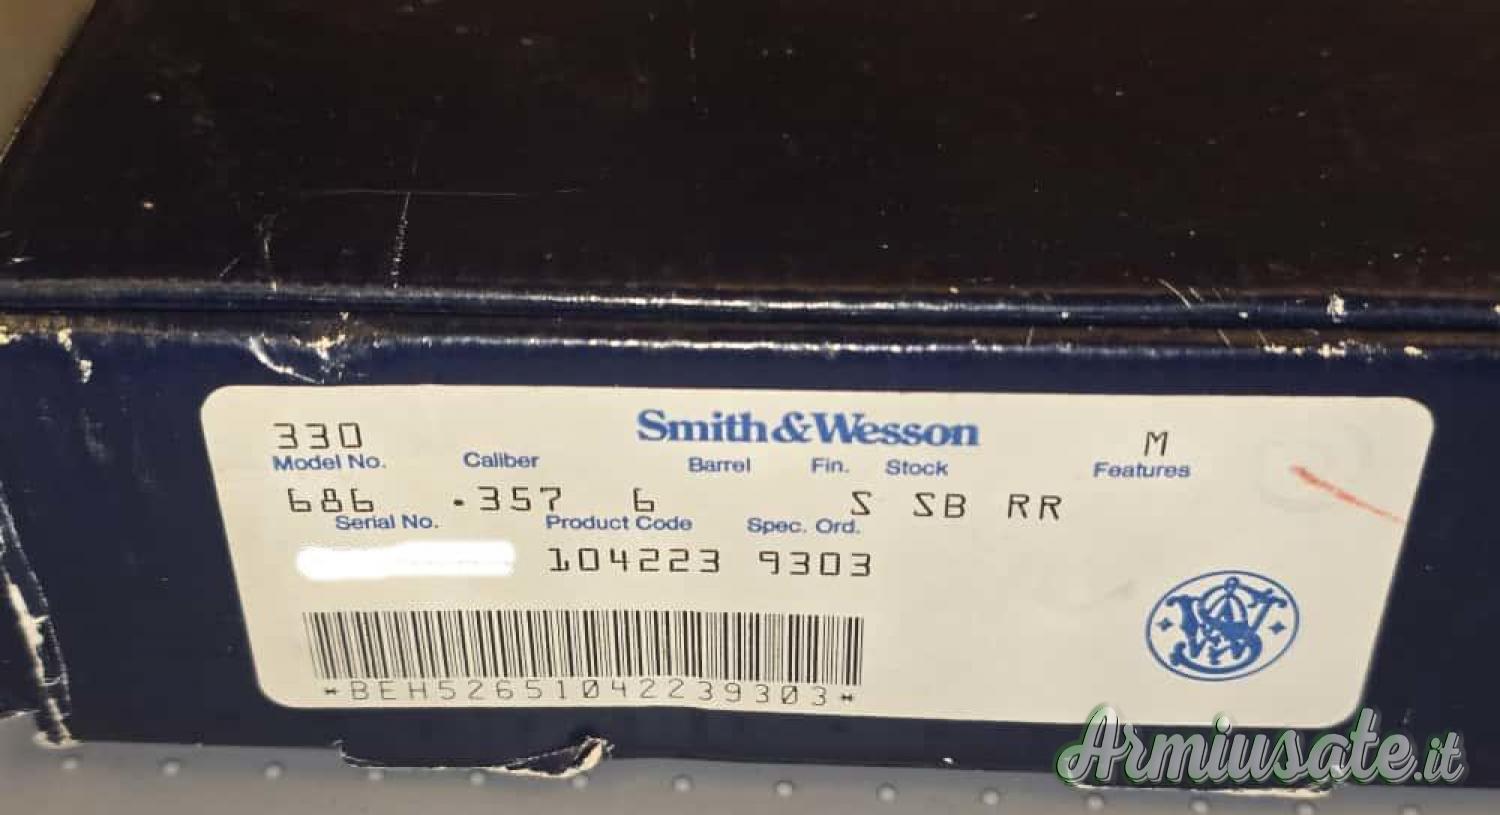 330 Smith&Wesson M
Model No. Caliber Barrel Fin. Stock Features
686 .357 6 S SB RR
Serial No. Product Code Spec. Ord.
104223 9303
*BEH52651042239303*
Armiusate.it